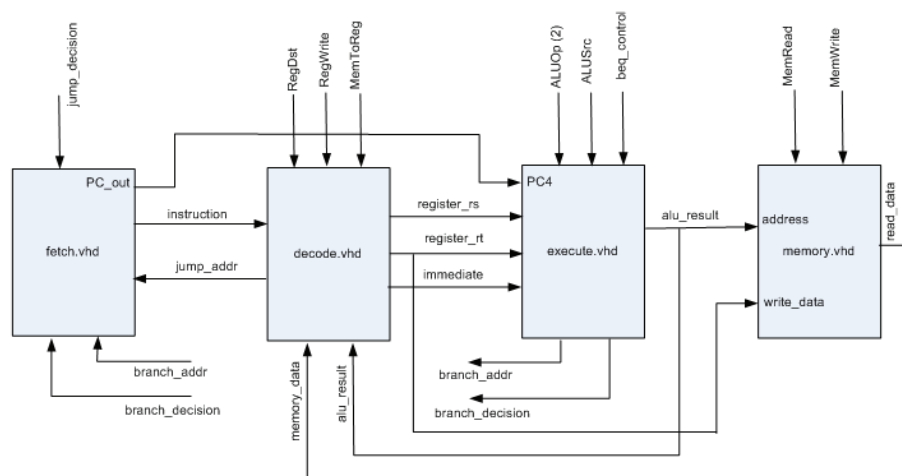 jump_decision
RegDst
RegWrite
MemToReg
ALUOp (2)
ALUSrc
beq_control
MemRead
MemWrite
PC_out
PC4
instruction
register_rs
alu_result
address
read_data
fetch.vhd
decode.vhd
register_rt
execute.vhd
memory.vhd
jump_addr
immediate
write_data
branch_addr
branch_decision
memory_data
alu_result
branch_addr
branch_decision